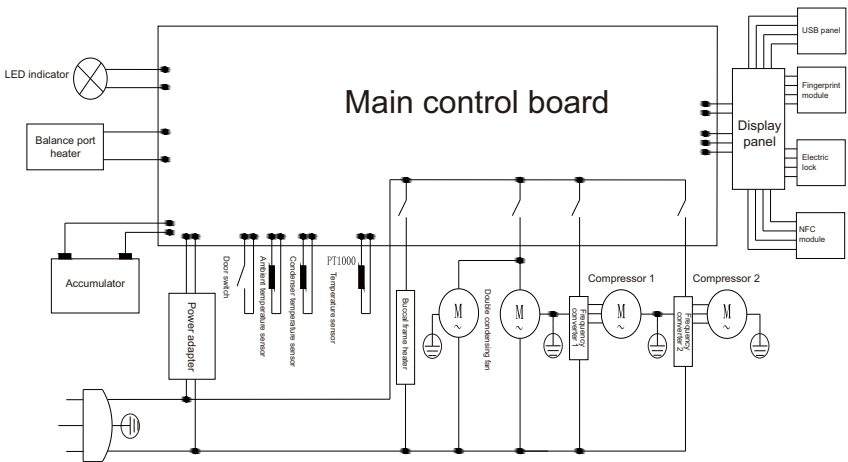 USB panel
LED indicator
Main control board
Fingerprint
module
Display
panel
Balance port
heater
Electric
lock
NFC
module
Accumulator
Door switch
Ambient temperature sensor
Condenser temperature sensor
PT1000
Temperature sensor
Power adapter
Buccal frame heater
Double condensing fan
M
~
M
~
Compressor 1
Frequency
converter 1
M
~
Compressor 2
Frequency
converter 2
M
~